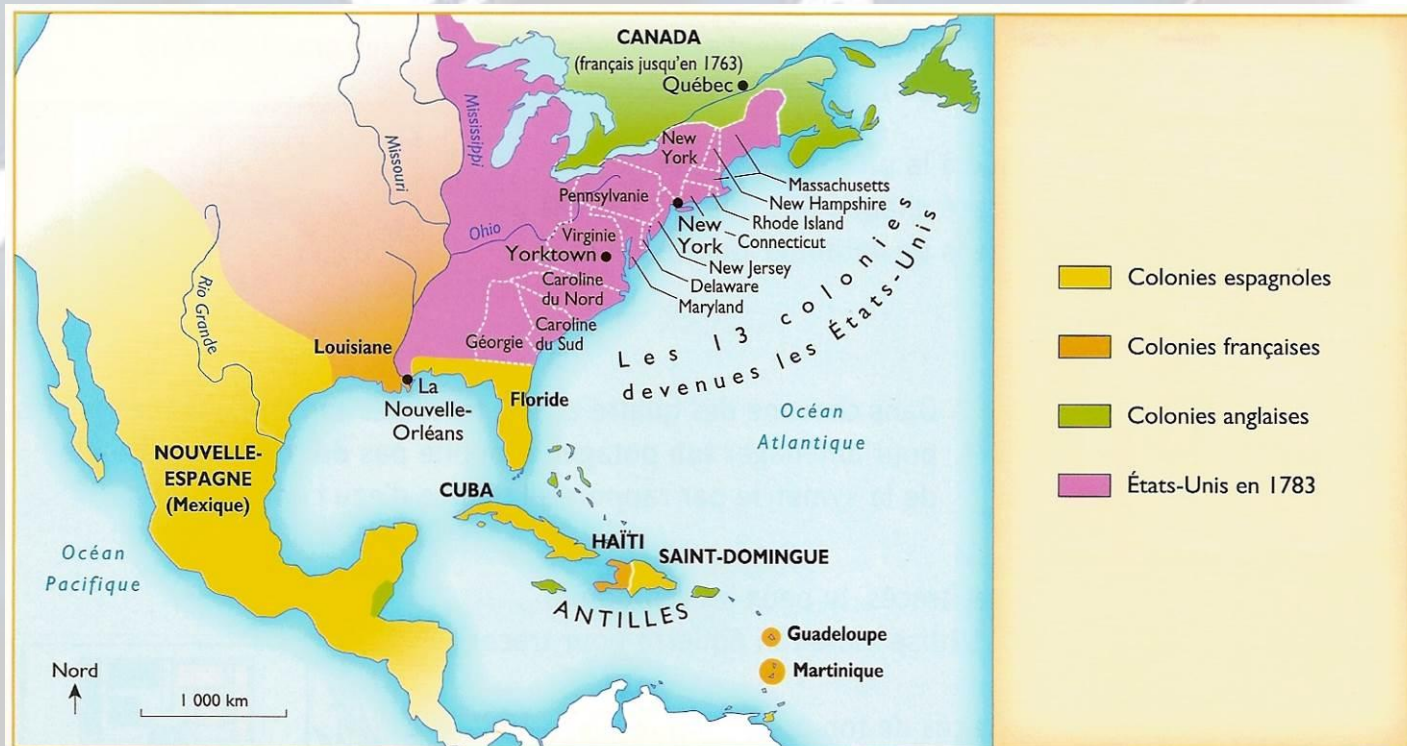 CANADA
(français jusqu'en 1763)
Québec
Mississippi
Missouri
New
York
Massachusetts
New Hampshire
Rhode Island
Connecticut
Pennsylvanie
New
York
Ohio
Virginie
Yorktown
New Jersey
Delaware
Maryland
Caroline
du Nord
Caroline
du Sud
Géorgie
Les 13 colonies
devenues les États-Unis
Rio Grande
Louisiane
La
Nouvelle-
Orléans
Floride
Océan
Atlantique
NOUVELLE-
ESPAGNE
(Mexique)
CUBA
HAÏTI
SAINT-DOMINGUE
ANTILLES
Océan
Pacifique
Guadeloupe
Martinique
Nord
1 000 km
Colonies espagnoles
Colonies françaises
Colonies anglaises
États-Unis en 1783